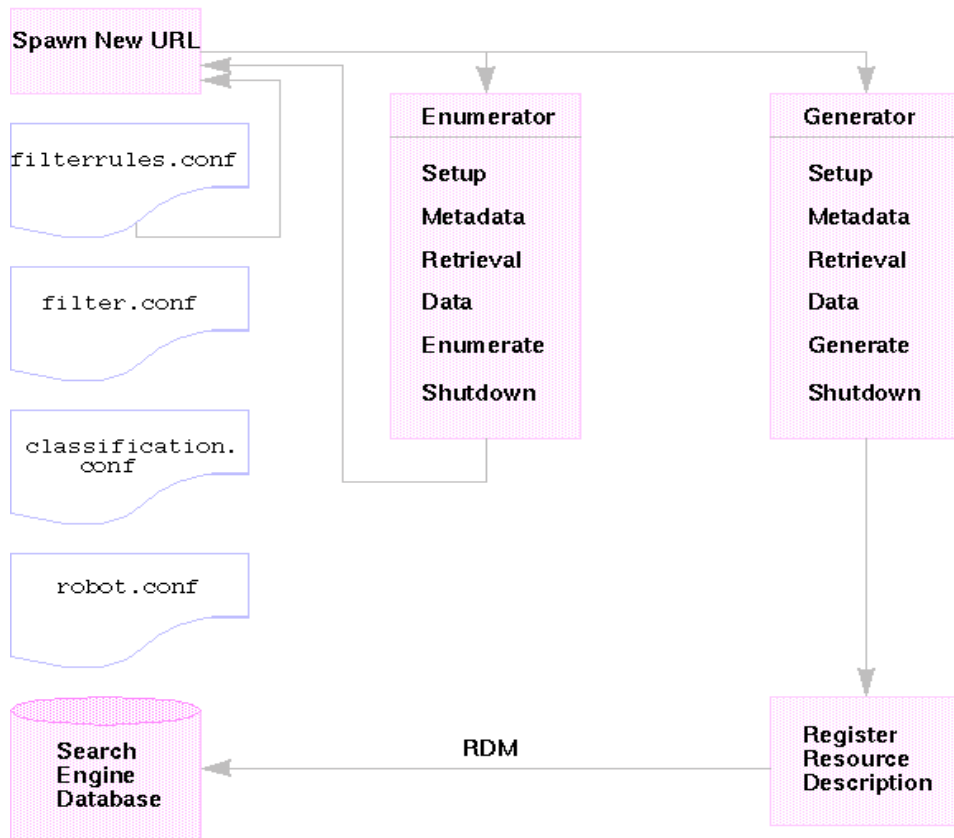 Spawn New URL
filterrules.conf
filter.conf
classification.
conf
robot.conf
Search
Engine
Database
Enumerator
Setup
Metadata
Retrieval
Data
Enumerate
Shutdown
Generator
Setup
Metadata
Retrieval
Data
Generate
Shutdown
RDM
Register
Resource
Description